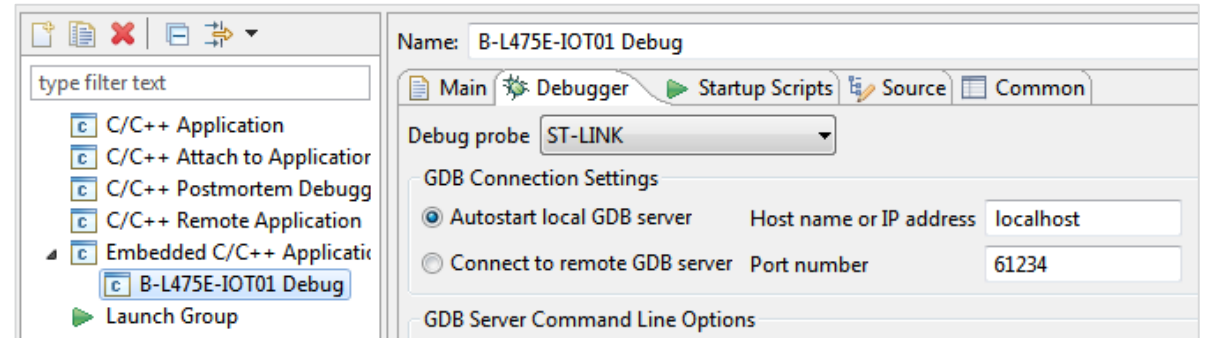 type filter text
C/C++ Application
C/C++ Attach to Application
C/C++ Postmortem Debugg
C/C++ Remote Application
Embedded C/C++ Applicatic
B-L475E-IOT01 Debug
Launch Group
Name: B-L475E-IOT01 Debug
Main Debugger Startup Scripts Source Common
Debug probe ST-LINK
GDB Connection Settings
Autostart local GDB server Host name or IP address localhost
Connect to remote GDB server Port number 61234
GDB Server Command Line Options